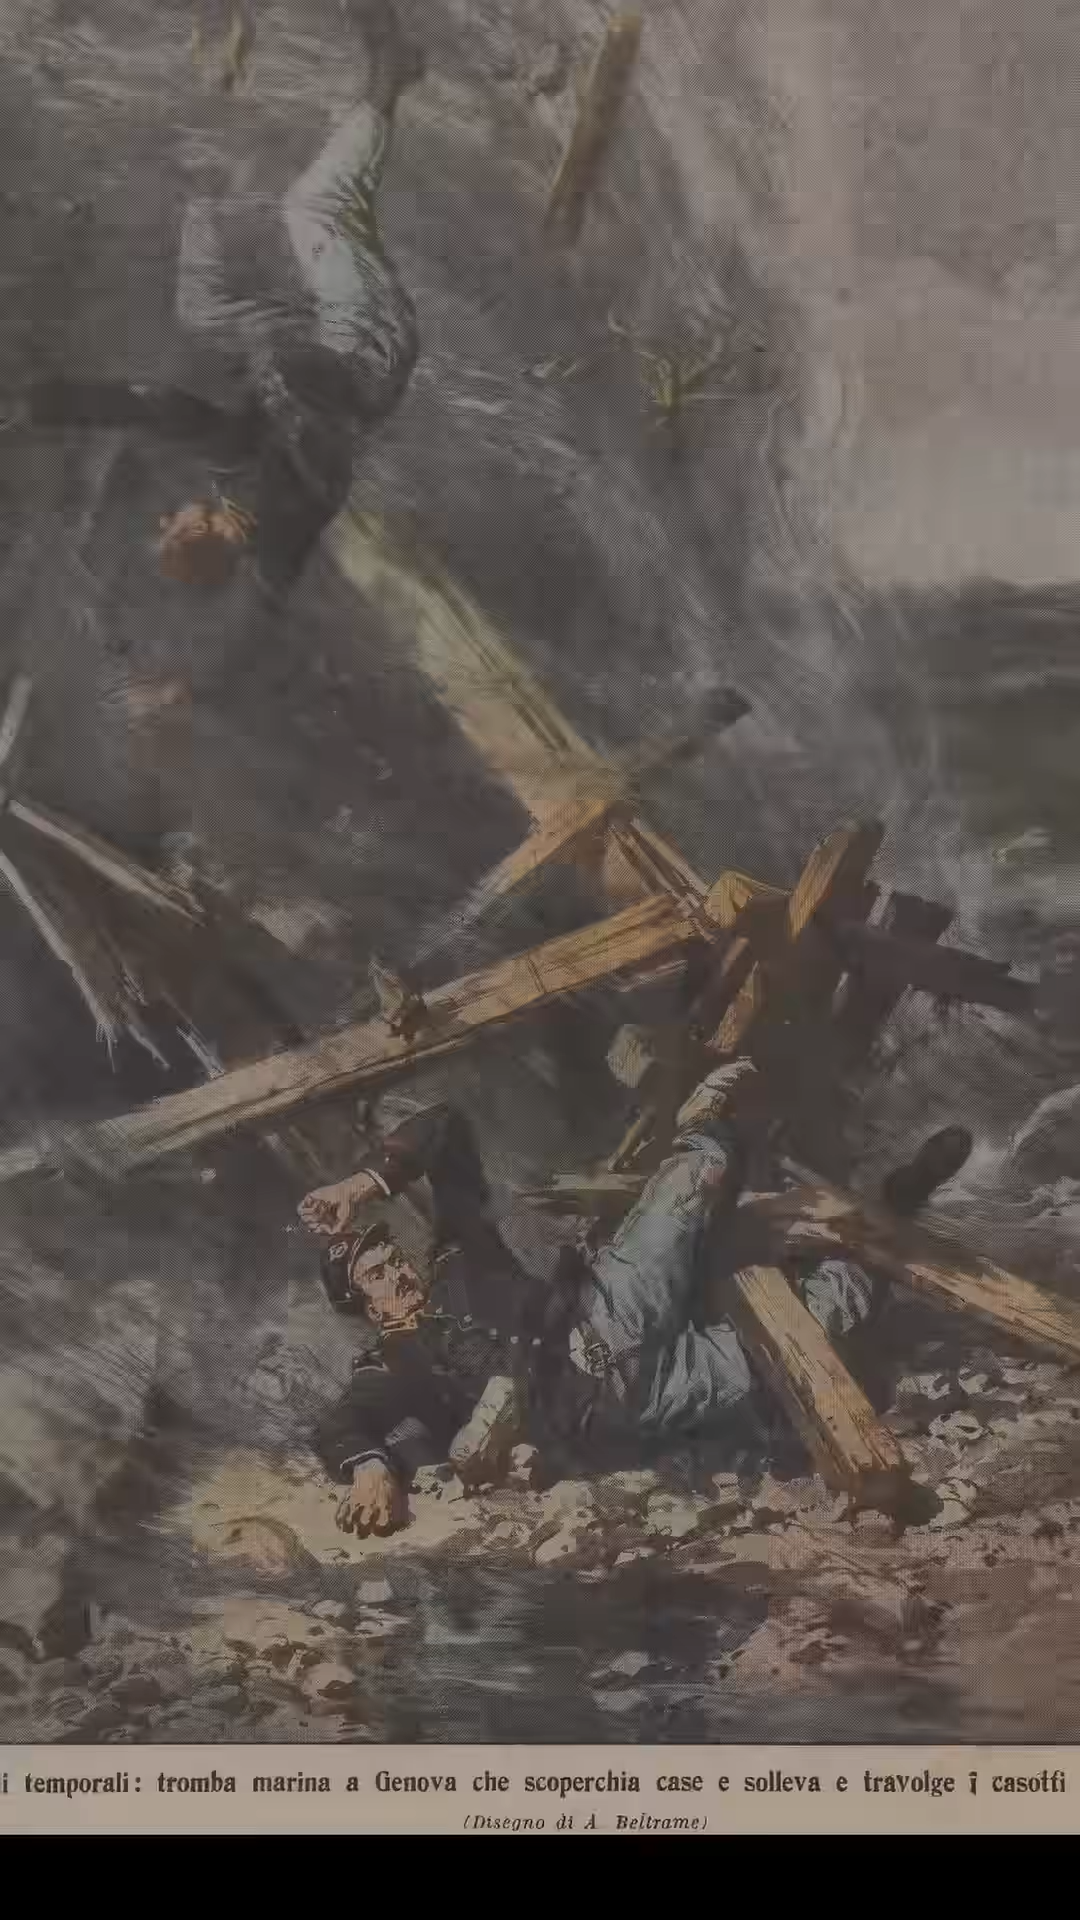 temporali: tromba marina a Genova che scoperchia case e solleva e travolge i casotti
(Disegno di A. Beltrame)